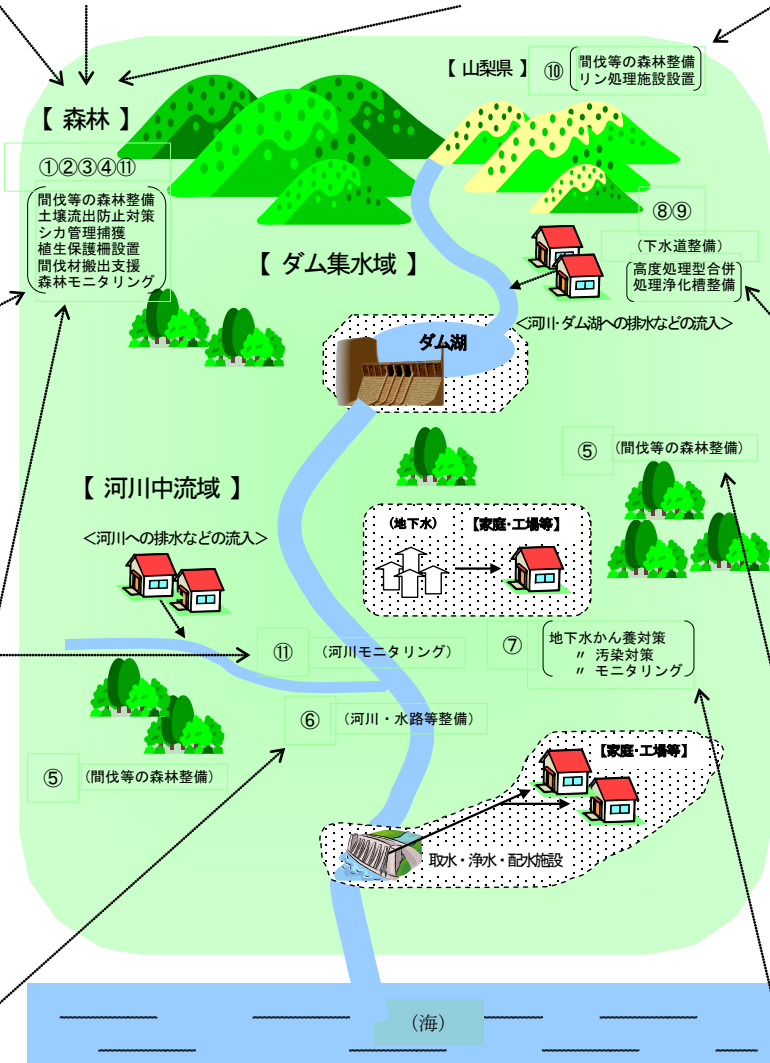 【 山梨県 】
⑩
間伐等の森林整備
リン処理施設設置
【 森林 】
①②③④⑪
間伐等の森林整備
土壌流出防止対策
シカ管理捕獲
植生保護柵設置
間伐材搬出支援
森林モニタリング
⑧⑨
（下水道整備）
高度処理型合併
処理浄化槽整備
【 ダム集水域 】
＜河川・ダム湖への排水などの流入＞
ダム湖
⑤
（間伐等の森林整備）
【 河川中流域 】
＜河川への排水などの流入＞
（地下水）
【家庭・工場等】
⑪
（河川モニタリング）
⑦
地下水かん養対策
〃 汚染対策
〃 モニタリング
⑥
（河川・水路等整備）
⑤
（間伐等の森林整備）
【家庭・工場等】
取水・浄水・配水施設
（海）